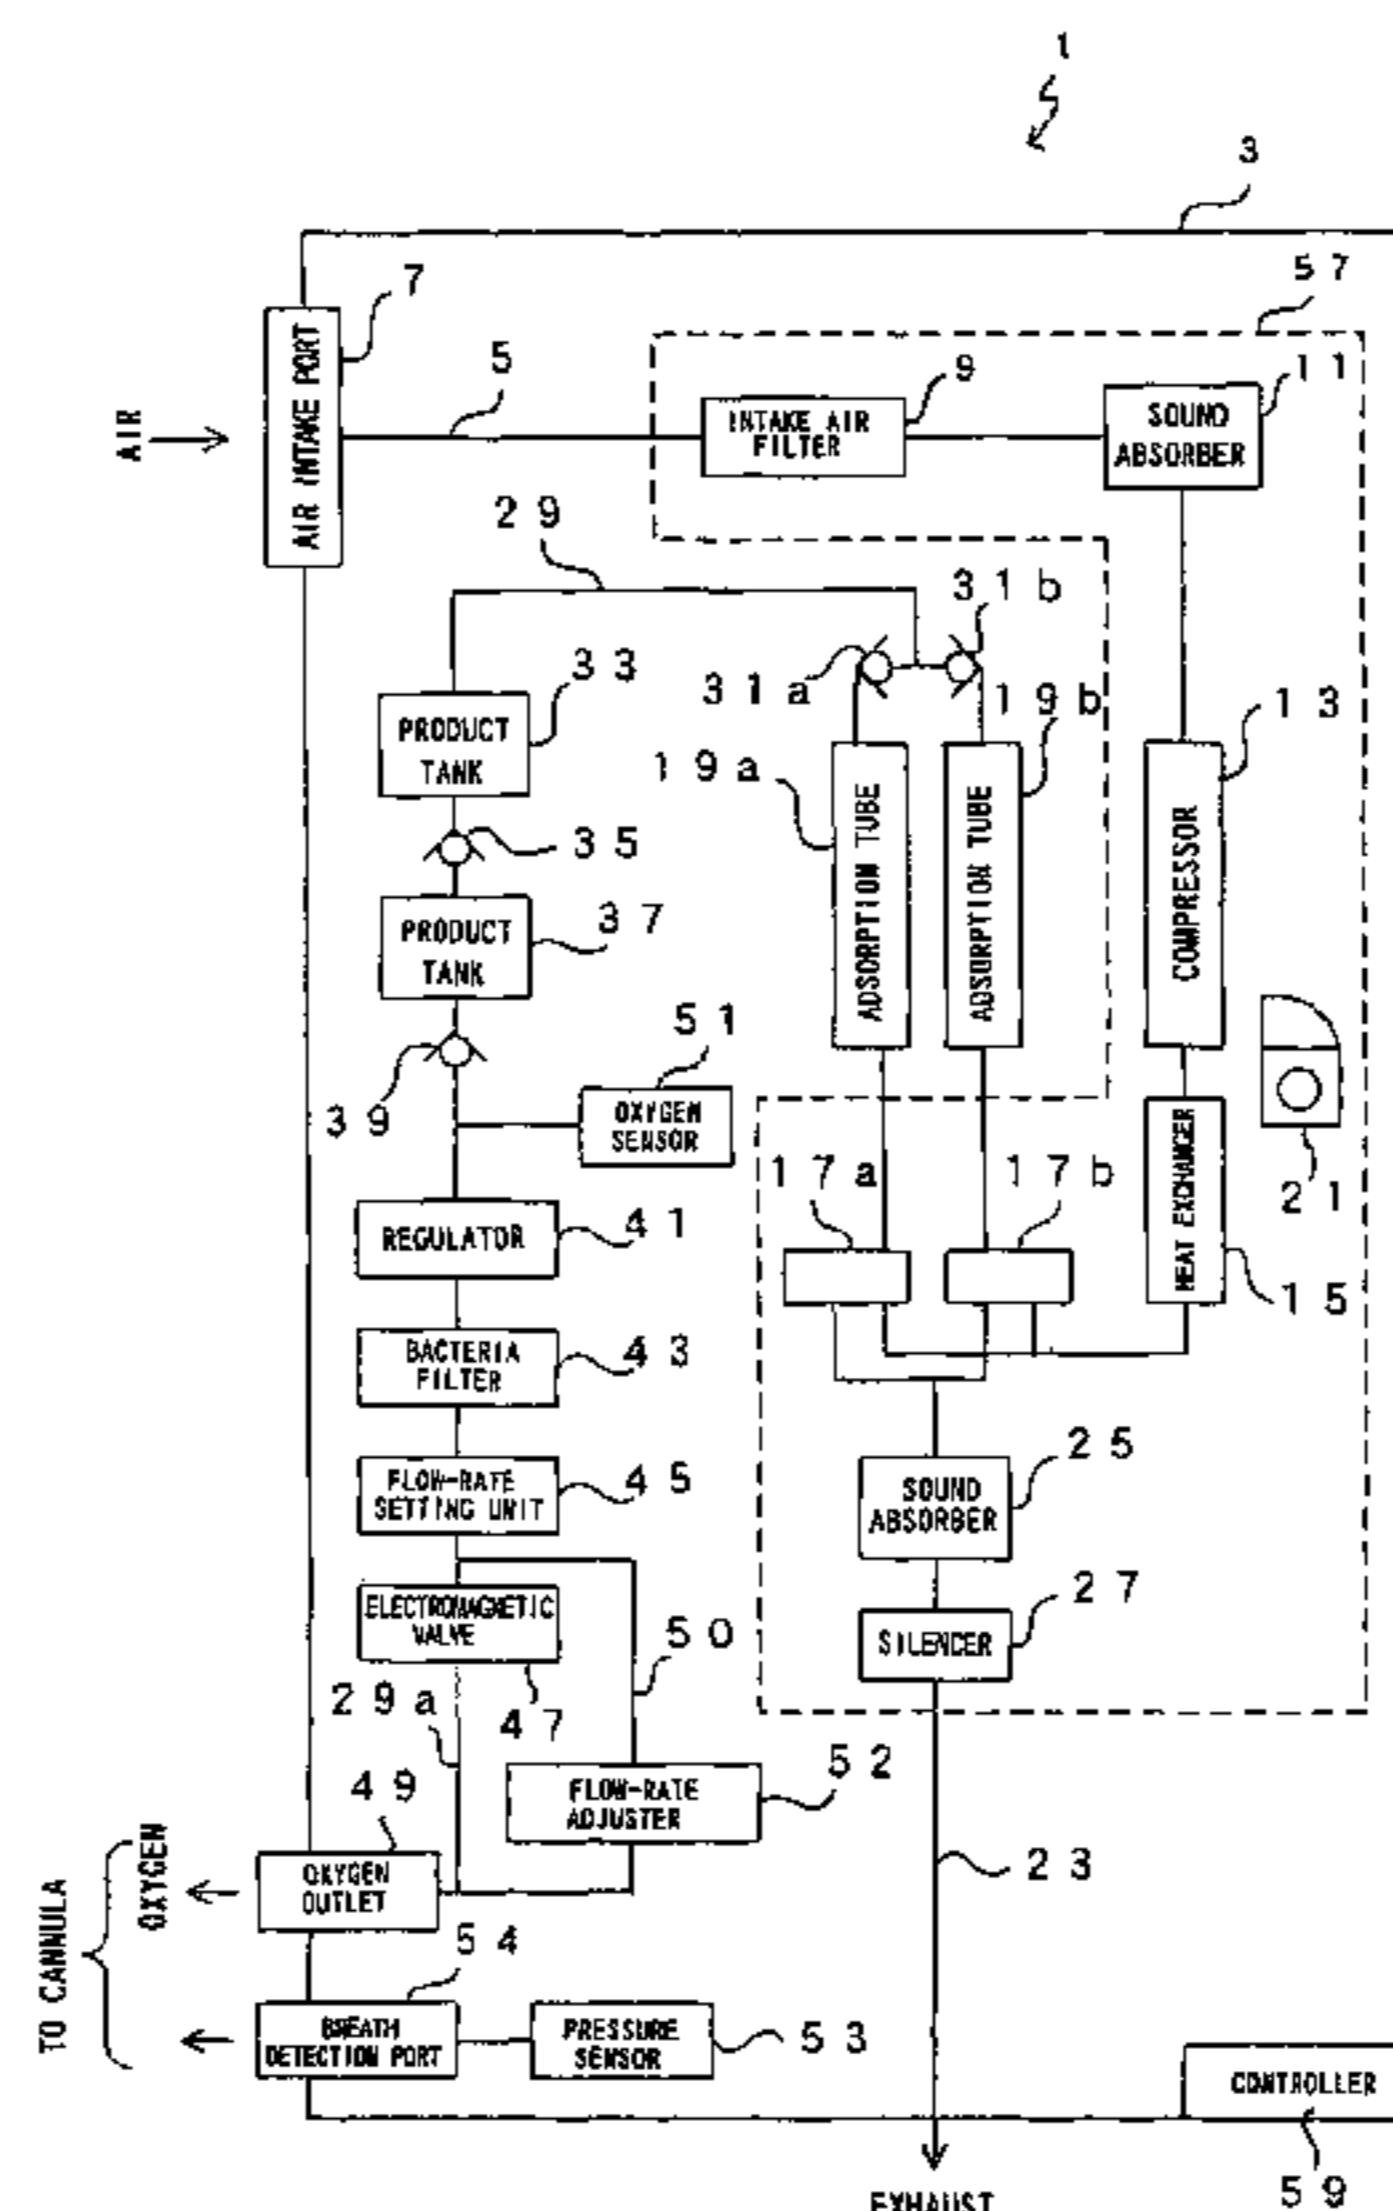 1
3
57
7
5
9
11
AIR
AIR INTAKE PORT
INTAKE AIR
FILTER
SOUND
ABSORBER
29
31b
31a
33
19b
13
PRODUCT
TANK
19a
35
ADSORPTION TUBE
ADSORPTION TUBE
COMPRESSOR
37
PRODUCT
TANK
51
39
OXYGEN
SENSOR
17a
17b
HEAT EXCHANGER
21
REGULATOR
41
15
BACTERIA
FILTER
43
25
FLOW-RATE
SETTING UNIT
45
SOUND
ABSORBER
27
ELECTROMAGNETIC
VALVE
50
SILENCER
29a
47
52
49
FLOW-RATE
ADJUSTER
23
TO CANNULA
OXYGEN
OXYGEN
OUTLET
54
BREATH
DETECTION PORT
PRESSURE
SENSOR
53
CONTROLLER
59
EXHAUST